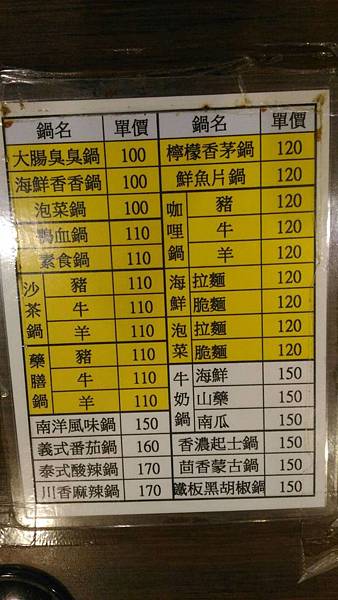 鍋名 單價 鍋名 單價
大腸臭臭鍋 100 檸檬香茅鍋 120
海鮮香香鍋 100 鮮魚片鍋 120
泡菜鍋 100 咖哩鍋 豬 120
鴨血鍋 110 牛 120
素食鍋 110 羊 120
沙茶鍋 豬 110 海鮮泡菜 拉麵 120
牛 110 脆麵 120
羊 110 拉麵 120
藥膳鍋 豬 110 脆麵 120
牛 110 牛奶鍋 海鮮 150
羊 110 山藥 150
南洋風味鍋 150 南瓜 150
義式番茄鍋 160 香濃起士鍋 150
泰式酸辣鍋 170 茴香蒙古鍋 150
川香麻辣鍋 170 鐵板黑胡椒鍋 150